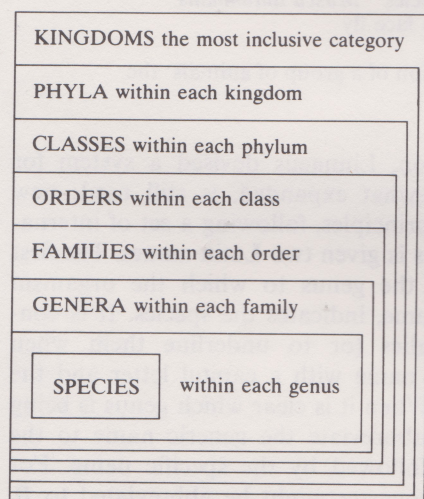 KINGDOMS the most inclusive category
PHYLA within each kingdom
CLASSES within each phylum
ORDERS within each class
FAMILIES within each order
GENERA within each family
SPECIES within each genus